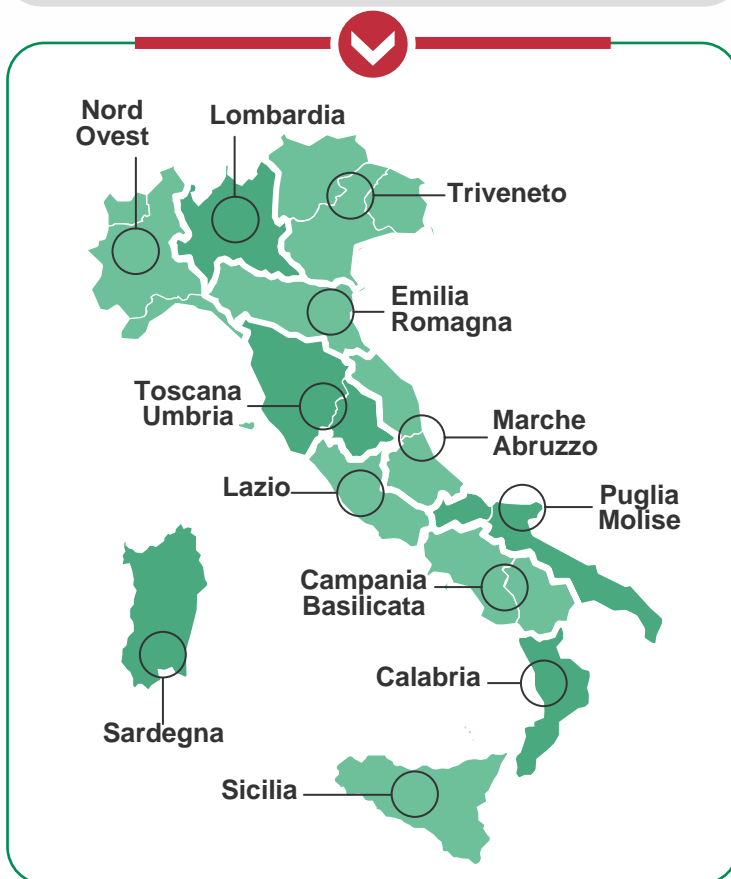 Nord
Ovest
Lombardia
Triveneto
Emilia
Romagna
Toscana
Umbria
Marche
Abruzzo
Lazio
Puglia
Molise
Campania
Basilicata
Calabria
Sardegna
Sicilia